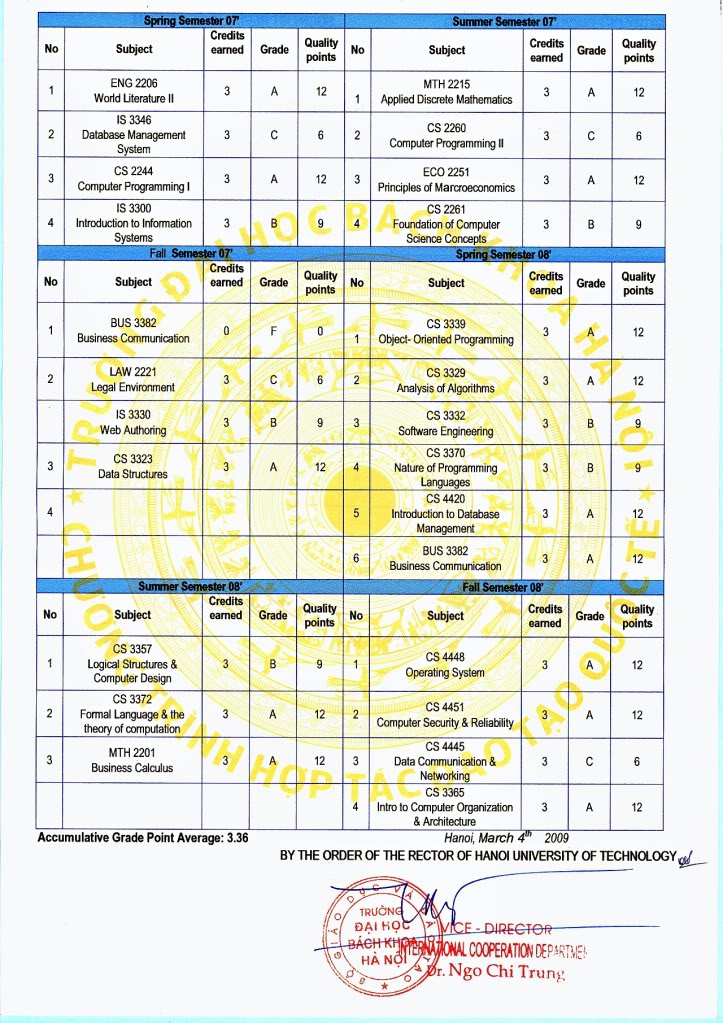 Spring Semester 07'
No Subject Credits earned Grade Quality points
1 ENG 2206 World Literature II 3 A 12
2 IS 3346 Database Management System 3 C 6
3 CS 2244 Computer Programming I 3 A 12
4 IS 3300 Introduction to Information Systems 3 B 9
Summer Semester 07'
No Subject Credits earned Grade Quality points
1 MTH 2215 Applied Discrete Mathematics 3 A 12
2 CS 2260 Computer Programming II 3 C 6
3 ECO 2251 Principles of Marcroeconomics 3 A 12
4 CS 2261 Foundation of Computer Science Concepts 3 B 9
Fall Semester 07'
No Subject Credits earned Grade Quality points
1 BUS 3382 Business Communication 0 F 0
2 LAW 2221 Legal Environment 3 C 6
IS 3330 Web Authoring 3 B 9
3 CS 3323 Data Structures 3 A 12
4
Spring Semester 08'
No Subject Credits earned Grade Quality points
1 CS 3339 Object- Oriented Programming 3 A 12
2 CS 3329 Analysis of Algorithms 3 A 12
3 CS 3332 Software Engineering 3 B 9
4 CS 3370 Nature of Programming Languages 3 B 9
5 CS 4420 Introduction to Database Management 3 A 12
6 BUS 3382 Business Communication 3 A 12
Summer Semester 08'
No Subject Credits earned Grade Quality points
1 CS 3357 Logical Structures & Computer Design 3 B 9
2 CS 3372 Formal Language & the theory of computation 3 A 12
3 MTH 2201 Business Calculus 3 A 12
Fall Semester 08'
No Subject Credits earned Grade Quality points
1 CS 4448 Operating System 3 A 12
2 CS 4451 Computer Security & Reliability 3 A 12
3 CS 4445 Data Communication & Networking 3 C 6
4 CS 3365 Intro to Computer Organization & Architecture 3 A 12
TRƯỜNG ĐẠI HỌC BÁCH KHOA HÀ NỘI
CHƯƠNG TRÌNH HỢP TÁC ĐÀO TẠO QUỐC TẾ
Accumulative Grade Point Average: 3.36
Hanoi, March 4th 2009
BY THE ORDER OF THE RECTOR OF HANOI UNIVERSITY OF TECHNOLOGY
BỘ GIÁO DỤC VÀ ĐÀO TẠO
TRƯỜNG
ĐẠI HỌC
BÁCH KHOA
HÀ NỘI
VICE - DIRECTOR
INTERNATIONAL COOPERATION DEPARTMEN
Dr. Ngo Chi Trung